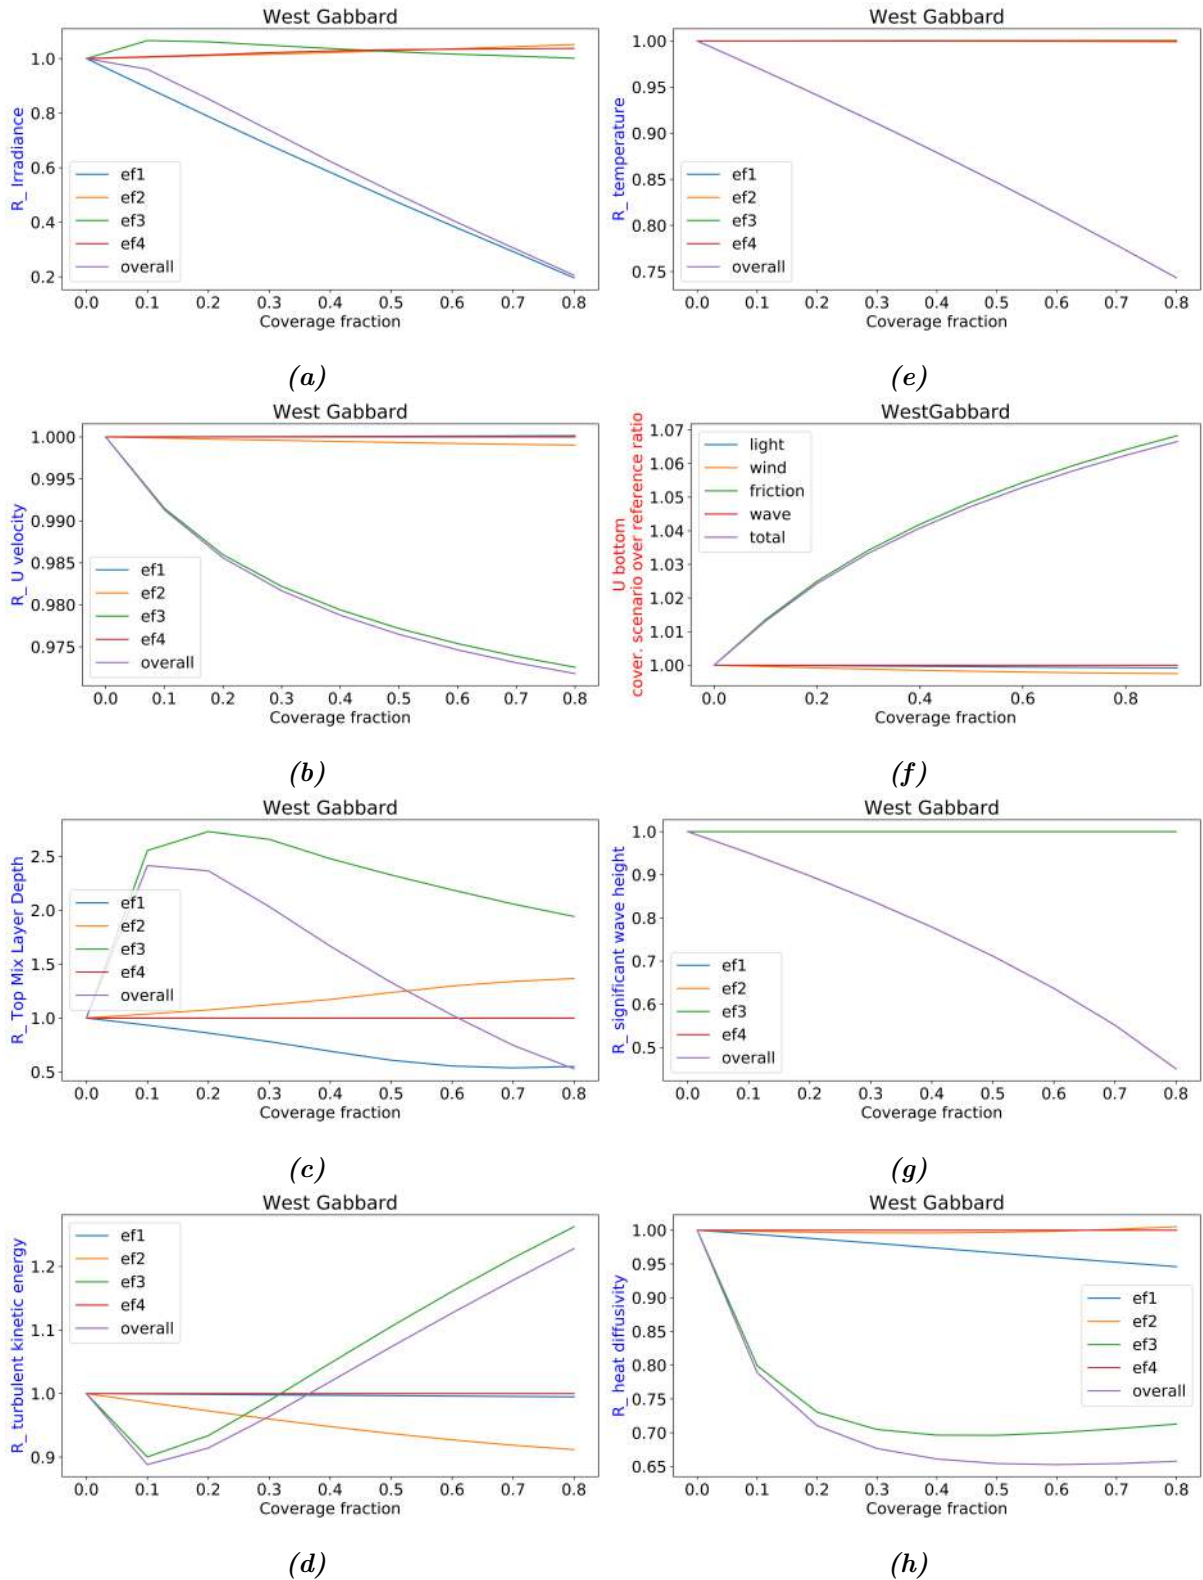 West Gabbard
R_ Irradiance
1.0
0.8
0.6
0.4
0.2
ef1
ef2
ef3
ef4
overall
0.0 0.1 0.2 0.3 0.4 0.5 0.6 0.7 0.8
Coverage fraction
(a)
West Gabbard
R_ temperature
1.00
0.95
0.90
0.85
0.80
0.75
ef1
ef2
ef3
ef4
overall
0.0 0.1 0.2 0.3 0.4 0.5 0.6 0.7 0.8
Coverage fraction
(e)
West Gabbard
R_ U velocity
1.000
0.995
0.990
0.985
0.980
0.975
ef1
ef2
ef3
ef4
overall
0.0 0.1 0.2 0.3 0.4 0.5 0.6 0.7 0.8
Coverage fraction
(b)
WestGabbard
U bottom
cover. scenario over reference ratio
1.07
1.06
1.05
1.04
1.03
1.02
1.01
1.00
light
wind
friction
wave
total
0.0 0.2 0.4 0.6 0.8
Coverage fraction
(f)
West Gabbard
R_ Top Mix Layer Depth
2.5
2.0
1.5
1.0
0.5
ef1
ef2
ef3
ef4
overall
0.0 0.1 0.2 0.3 0.4 0.5 0.6 0.7 0.8
Coverage fraction
(c)
West Gabbard
R_ significant wave height
1.0
0.9
0.8
0.7
0.6
0.5
ef1
ef2
ef3
ef4
overall
0.0 0.1 0.2 0.3 0.4 0.5 0.6 0.7 0.8
Coverage fraction
(g)
West Gabbard
R_ turbulent kinetic energy
1.2
1.1
1.0
0.9
ef1
ef2
ef3
ef4
overall
0.0 0.1 0.2 0.3 0.4 0.5 0.6 0.7 0.8
Coverage fraction
(d)
West Gabbard
R_ heat diffusivity
1.00
0.95
0.90
0.85
0.80
0.75
0.70
0.65
ef1
ef2
ef3
ef4
overall
0.0 0.1 0.2 0.3 0.4 0.5 0.6 0.7 0.8
Coverage fraction
(h)